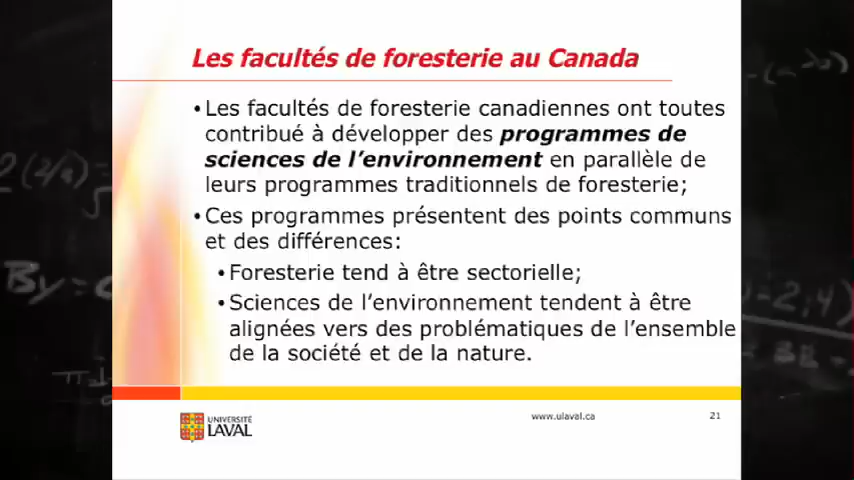 Les facultés de foresterie au Canada
•Les facultés de foresterie canadiennes ont toutes
contribué à développer des programmes de
sciences de l’environnement en parallèle de
leurs programmes traditionnels de foresterie;
•Ces programmes présentent des points communs
et des différences:
•Foresterie tend à être sectorielle;
•Sciences de l’environnement tendent à être
alignées vers des problématiques de l’ensemble
de la société et de la nature.
UNIVERSITÉ
LAVAL
www.ulaval.ca
21
By=